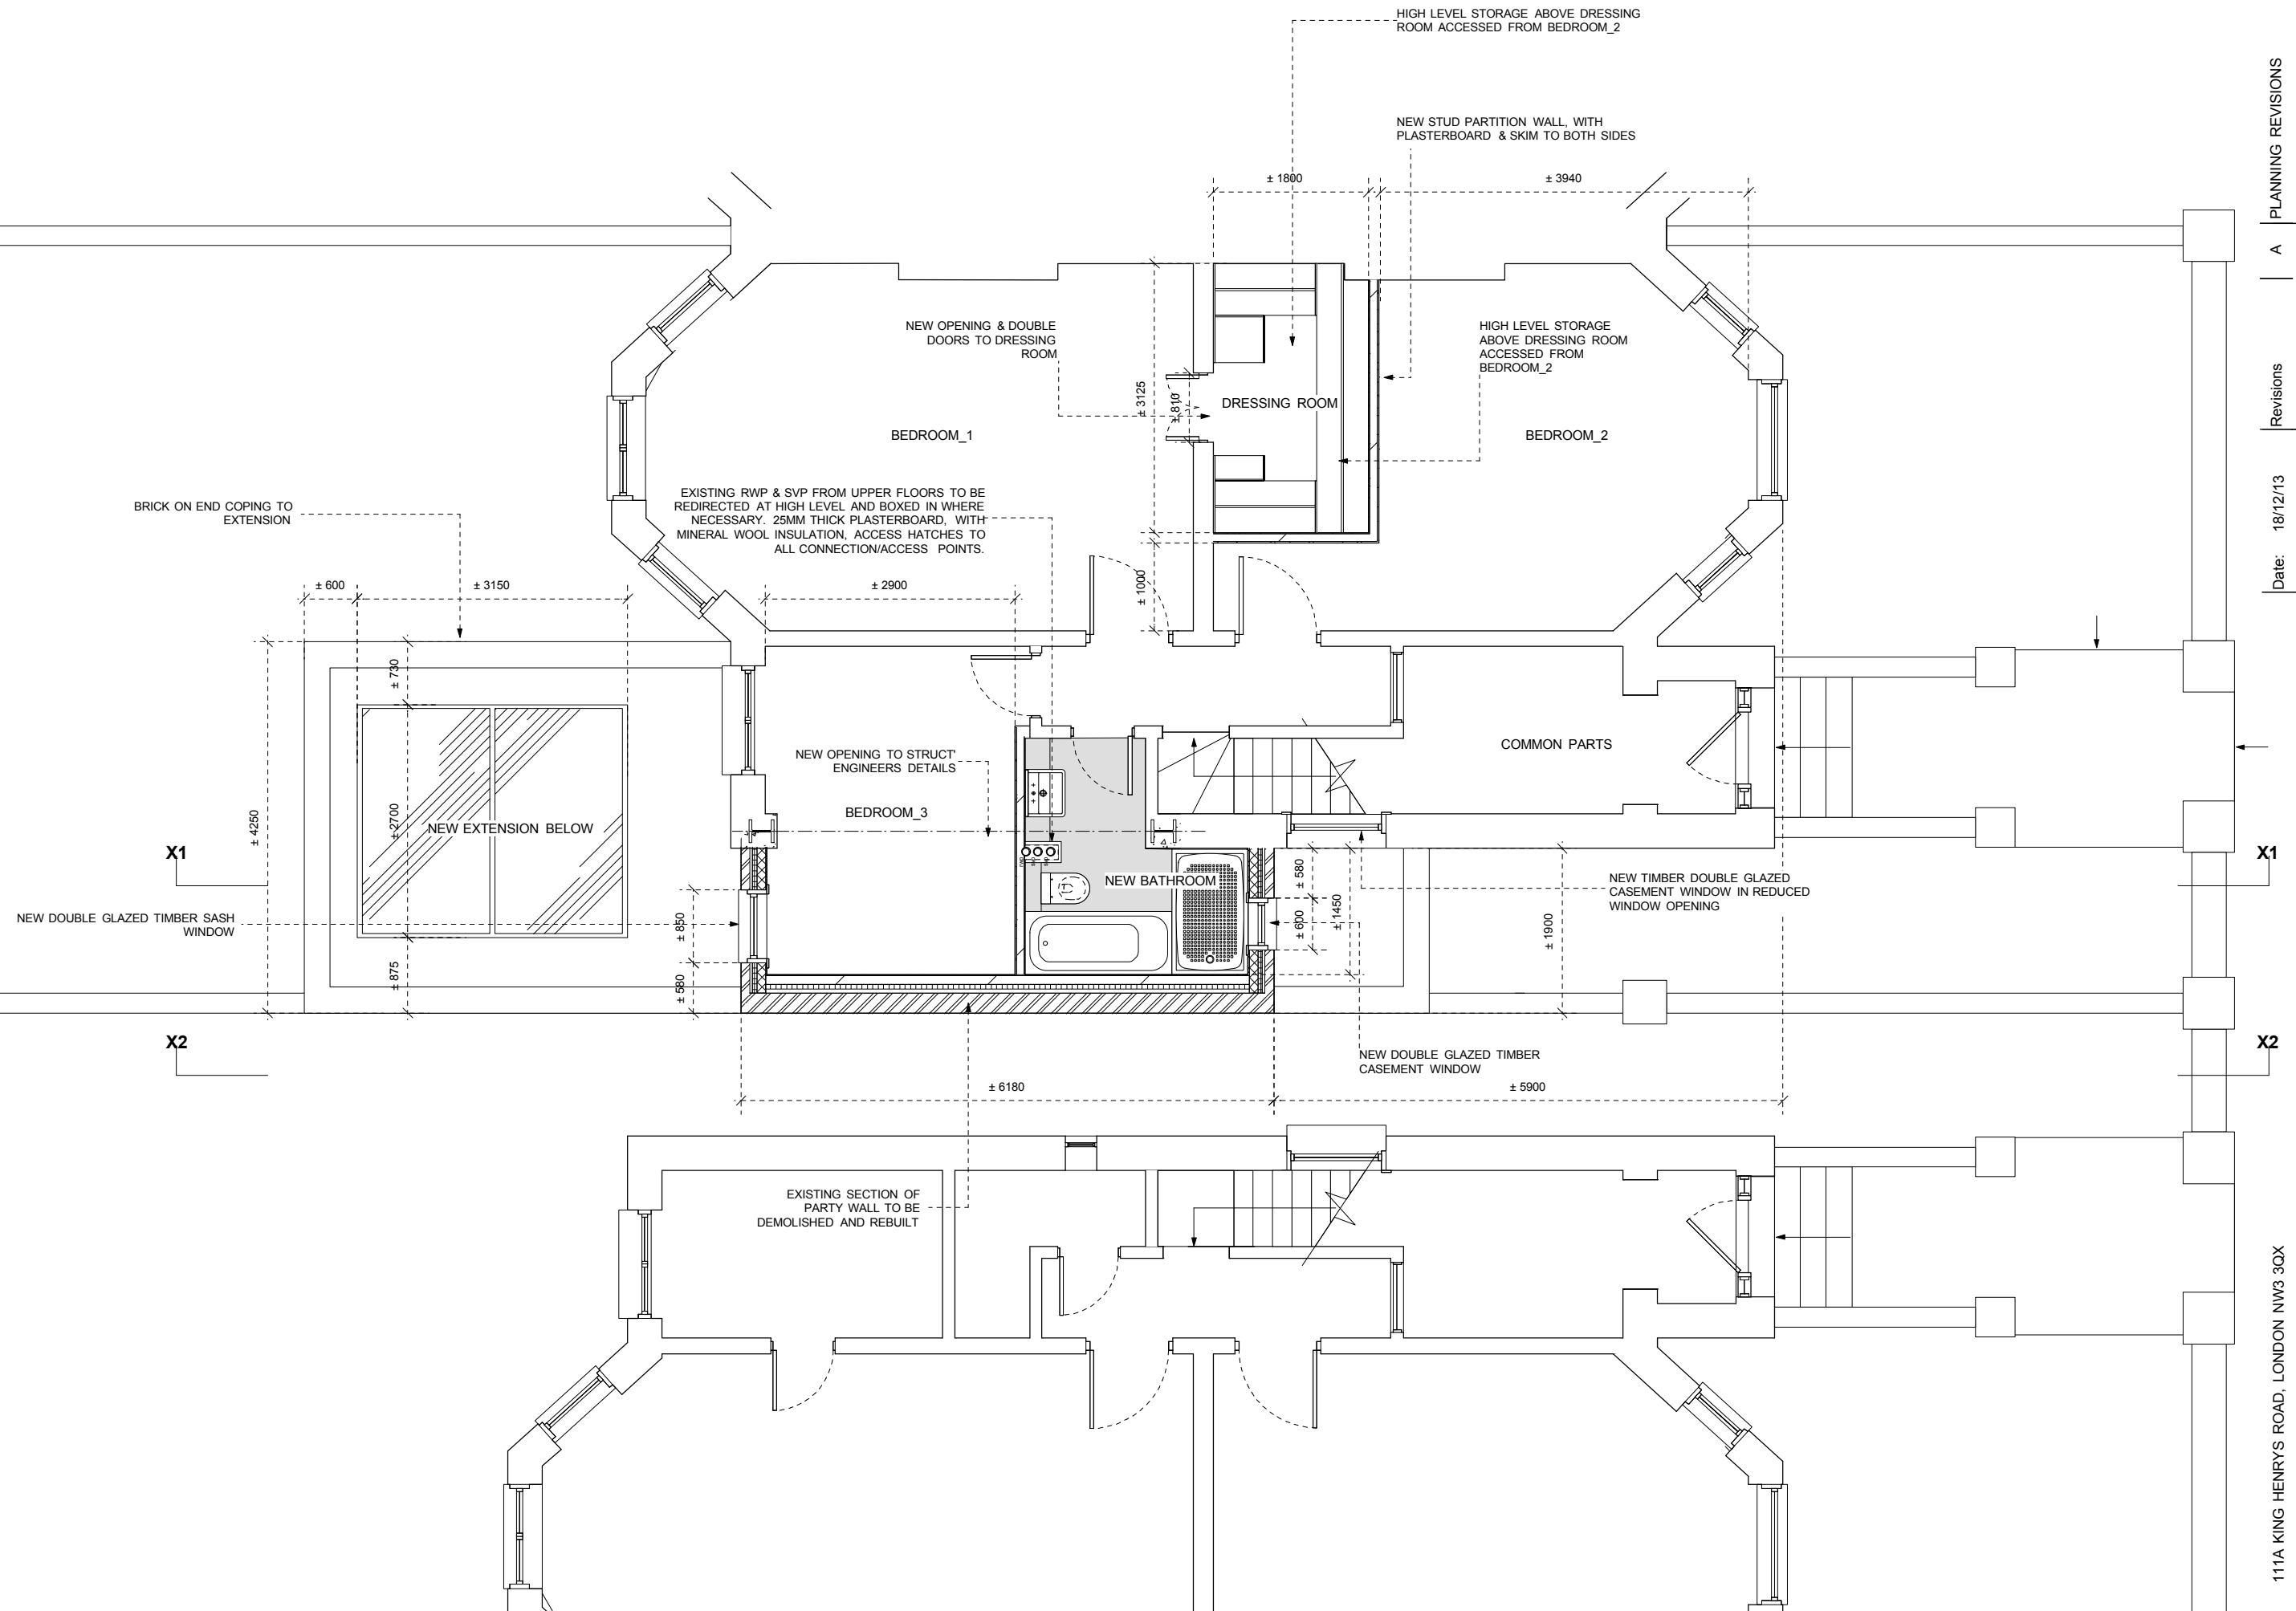 HIGH LEVEL STORAGE ABOVE DRESSING
ROOM ACCESSED FROM BEDROOM_2
NEW STUD PARTITION WALL, WITH
PLASTERBOARD & SKIM TO BOTH SIDES
± 1800
± 3940
NEW OPENING & DOUBLE
DOORS TO DRESSING
ROOM
HIGH LEVEL STORAGE
ABOVE DRESSING ROOM
ACCESSED FROM
BEDROOM_2
± 3125
± 810
DRESSING ROOM
BEDROOM_1
BEDROOM_2
EXISTING RWP & SVP FROM UPPER FLOORS TO BE
REDIRECTED AT HIGH LEVEL AND BOXED IN WHERE
NECESSARY. 25MM THICK PLASTERBOARD, WITH
MINERAL WOOL INSULATION, ACCESS HATCHES TO
ALL CONNECTION/ACCESS POINTS.
BRICK ON END COPING TO
EXTENSION
± 600
± 3150
± 2900
± 1000
± 730
COMMON PARTS
NEW OPENING TO STRUCT'
ENGINEERS DETAILS
BEDROOM_3
± 4250
± 2700
NEW EXTENSION BELOW
X1
X1
NEW BATHROOM
± 580
NEW TIMBER DOUBLE GLAZED
CASEMENT WINDOW IN REDUCED
WINDOW OPENING
NEW DOUBLE GLAZED TIMBER SASH
WINDOW
± 850
± 600
± 1450
± 1900
± 875
± 580
X2
X2
NEW DOUBLE GLAZED TIMBER
CASEMENT WINDOW
± 6180
± 5900
EXISTING SECTION OF
PARTY WALL TO BE
DEMOLISHED AND REBUILT
PLANNING REVISIONS
A
Revisions
18/12/13
Date:
111A KING HENRYS ROAD, LONDON NW3 3QX